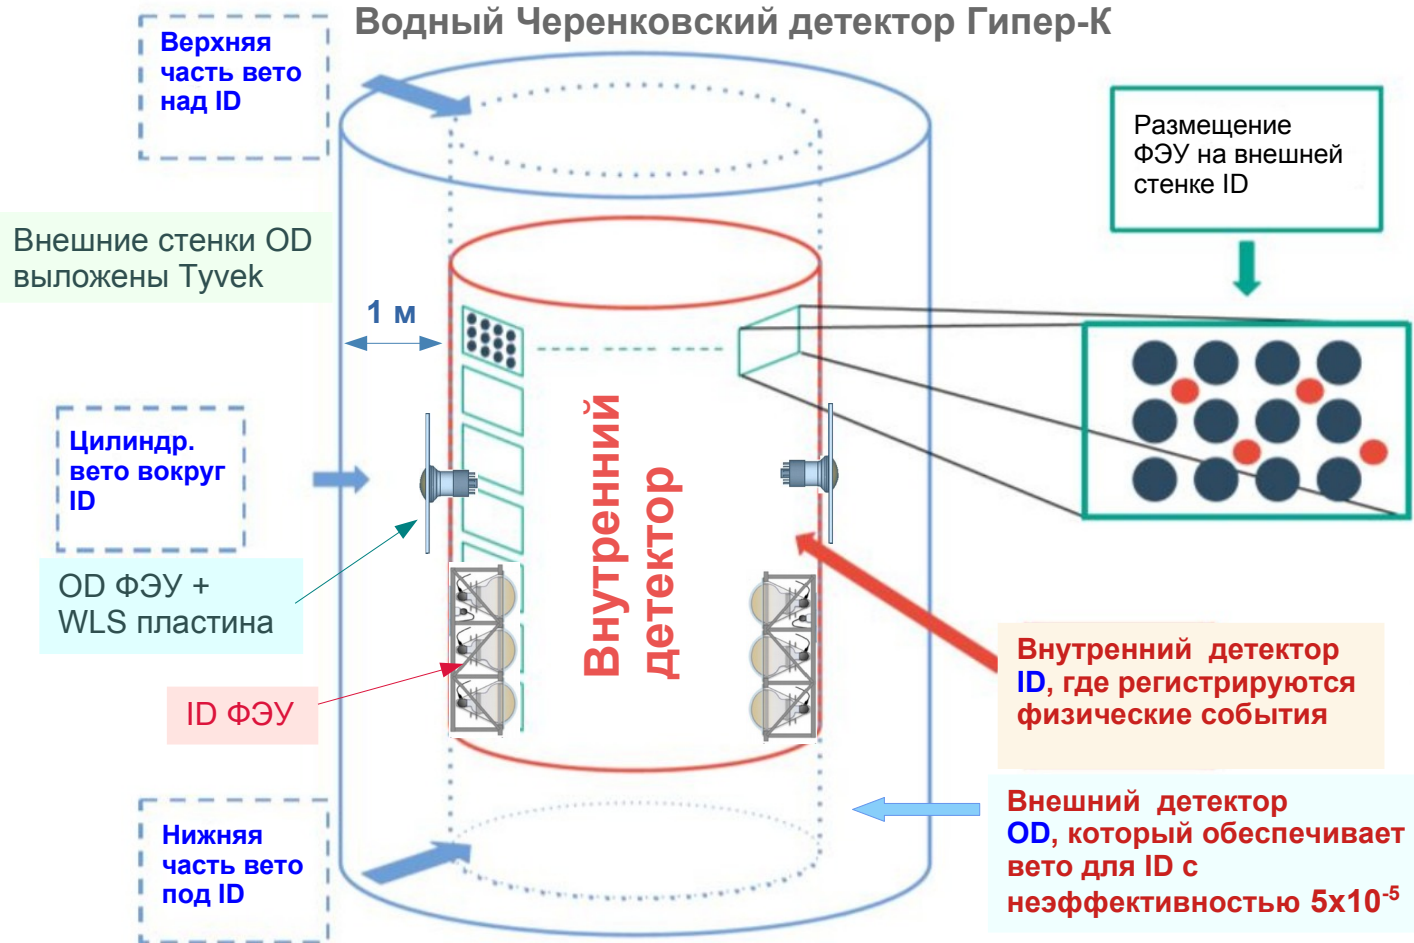 Водный Черенковский детектор Гипер-К
Верхняя
часть вето
над ID
Размещение
ФЭУ на внешней
стенке ID
Внешние стенки OD
выложены Tyvek
1 м
Цилиндр.
вето вокруг
ID
Внутренний
детектор
OD ФЭУ +
WLS пластина
ID ФЭУ
Внутренний детектор
ID, где регистрируются
физические события
Нижняя
часть вето
под ID
Внешний детектор
OD, который обеспечивает
вето для ID с
неэффективностью 5x10⁻⁵